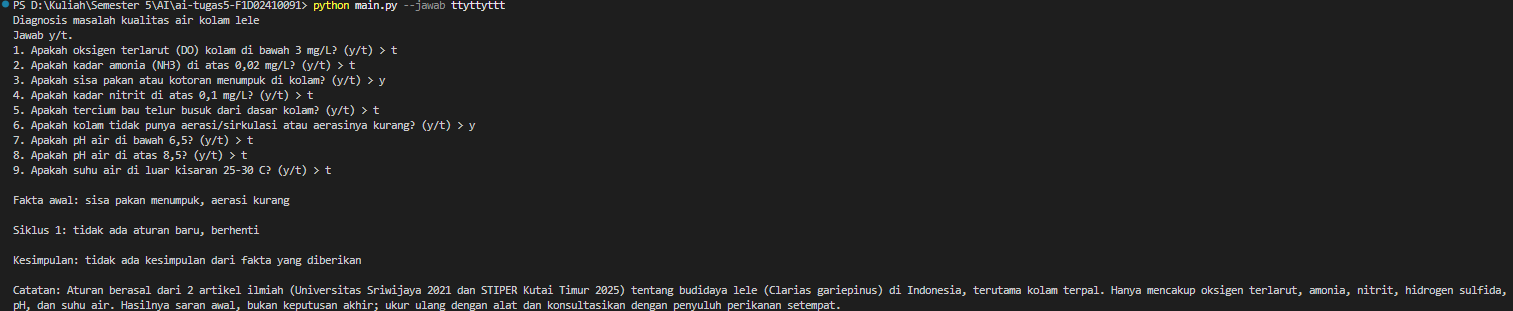 PS D:\Kuliah\Semester 5\AI\ai-tugas5-F1D02410091> python main.py --jawab ttyttyttt
Diagnosis masalah kualitas air kolam lele
Jawab y/t.
1. Apakah oksigen terlarut (DO) kolam di bawah 3 mg/L? (y/t) > t
2. Apakah kadar amonia (NH3) di atas 0,02 mg/L? (y/t) > t
3. Apakah sisa pakan atau kotoran menumpuk di kolam? (y/t) > y
4. Apakah kadar nitrit di atas 0,1 mg/L? (y/t) > t
5. Apakah tercium bau telur busuk dari dasar kolam? (y/t) > t
6. Apakah kolam tidak punya aerasi/sirkulasi atau aerasinya kurang? (y/t) > y
7. Apakah pH air di bawah 6,5? (y/t) > t
8. Apakah pH air di atas 8,5? (y/t) > t
9. Apakah suhu air di luar kisaran 25-30 C? (y/t) > t
Fakta awal: sisa pakan menumpuk, aerasi kurang
Siklus 1: tidak ada aturan baru, berhenti
Kesimpulan: tidak ada kesimpulan dari fakta yang diberikan
Catatan: Aturan berasal dari 2 artikel ilmiah (Universitas Sriwijaya 2021 dan STIPER Kutai Timur 2025) tentang budidaya lele (Clarias gariepinus) di Indonesia, terutama kolam terpal. Hanya mencakup oksigen terlarut, amonia, nitrit, hidrogen sulfida,
pH, dan suhu air. Hasilnya saran awal, bukan keputusan akhir; ukur ulang dengan alat dan konsultasikan dengan penyuluh perikanan setempat.